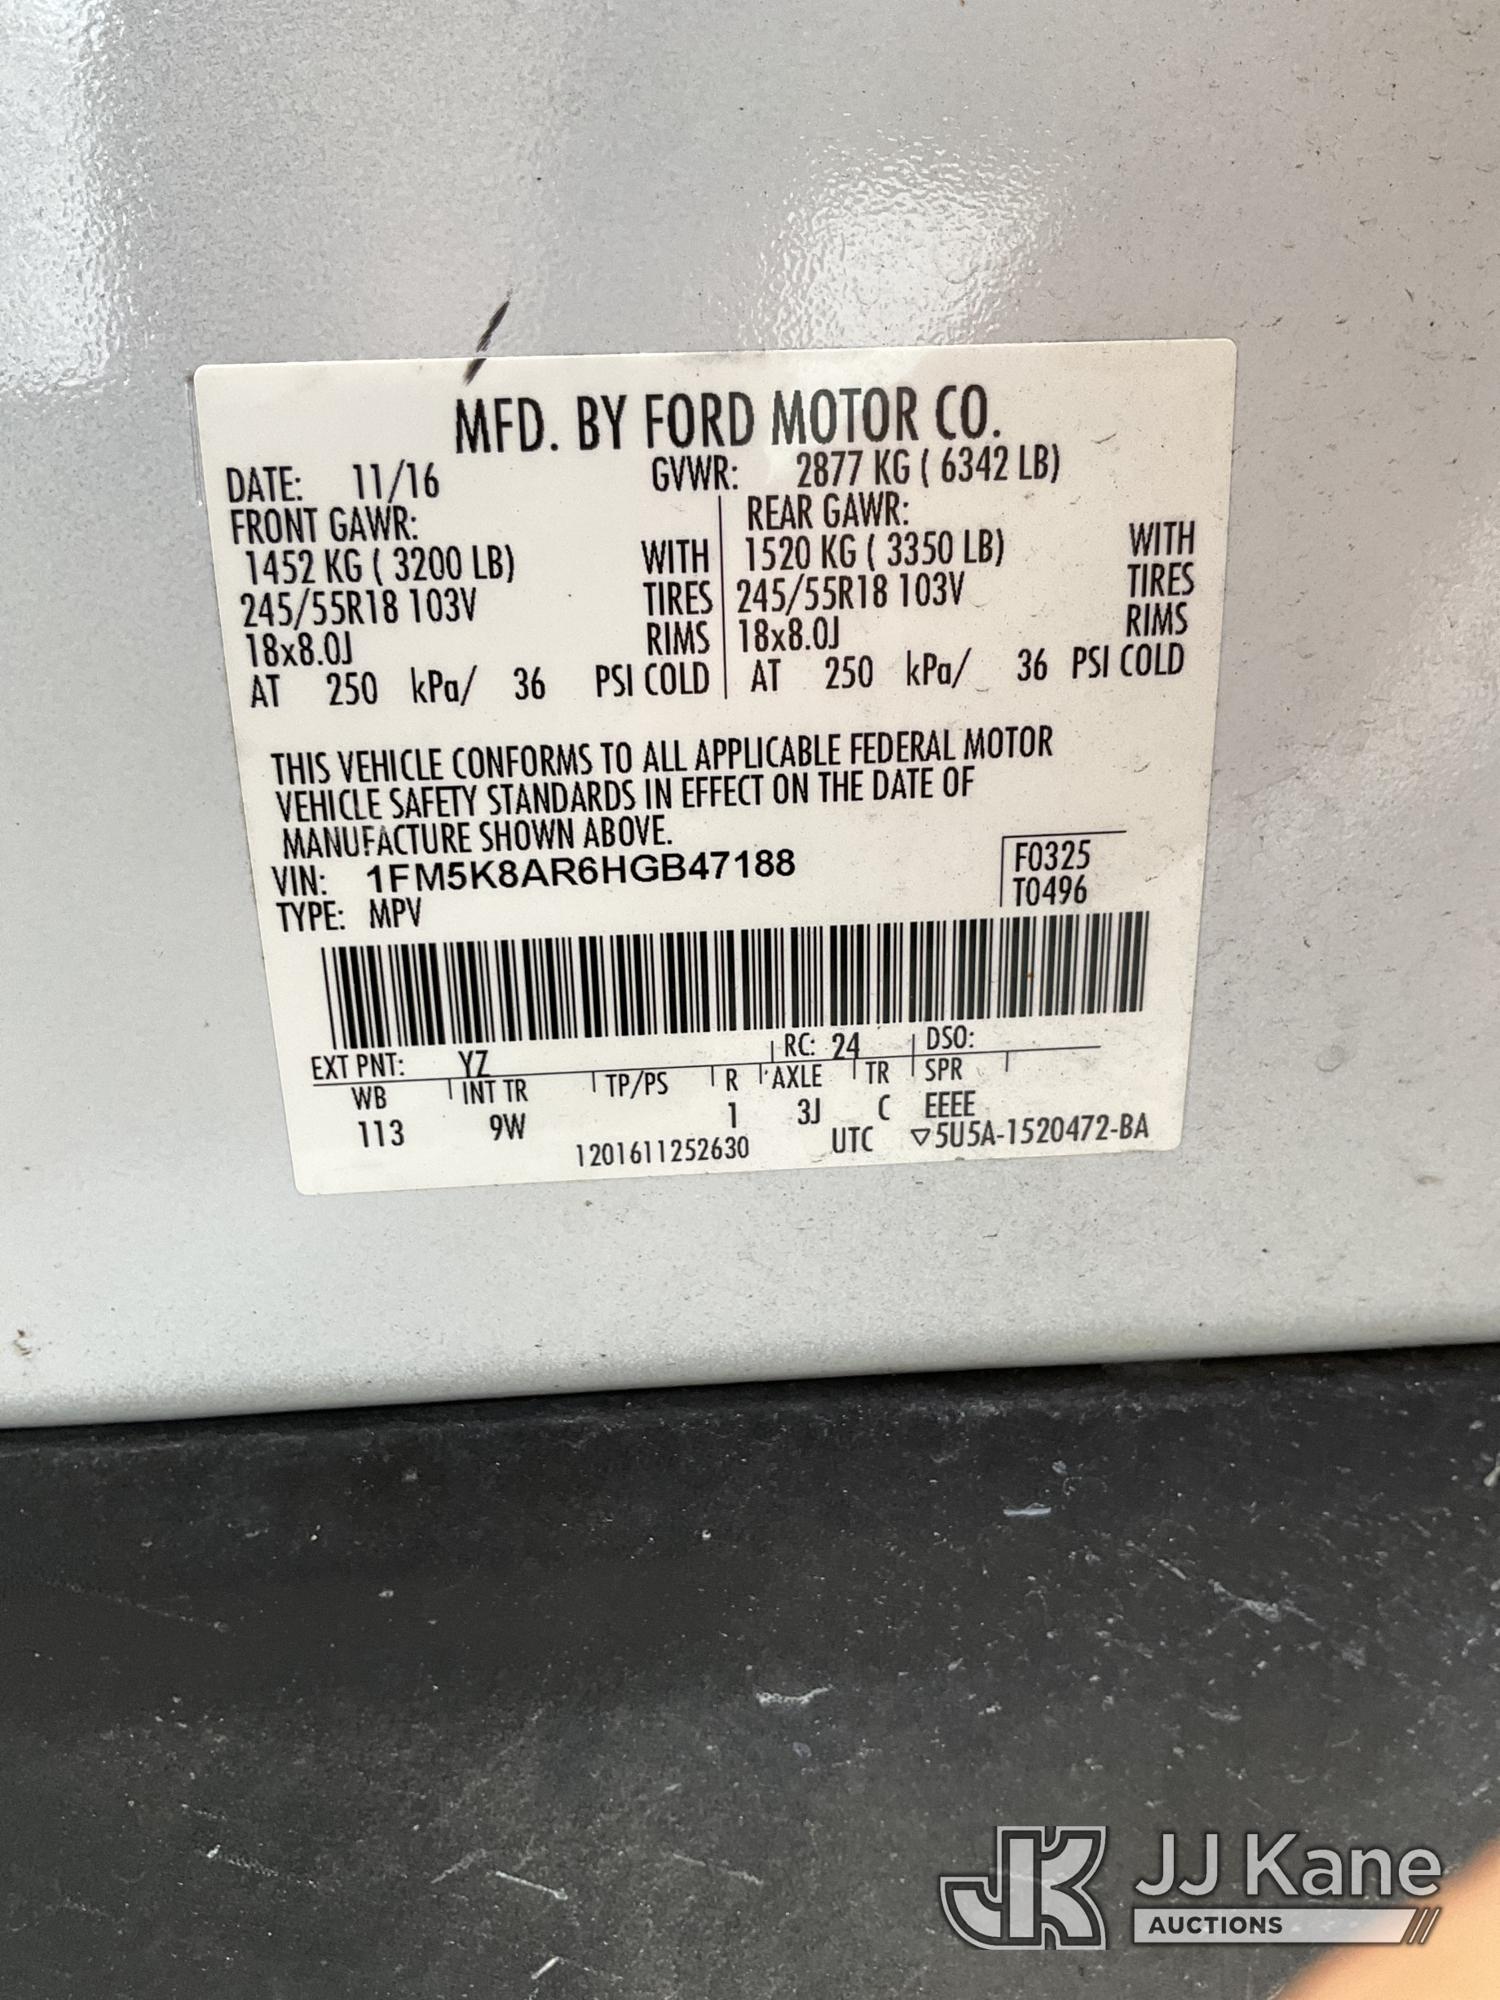 MFD. BY FORD MOTOR CO.
DATE: 11/16 GVWR: 2877 KG ( 6342 LB)
FRONT GAWR: REAR GAWR:
1452 KG ( 3200 LB) WITH 1520 KG ( 3350 LB) WITH
245/55R18 103V TIRES 245/55R18 103V TIRES
18x8.0J RIMS 18x8.0J RIMS
AT 250 kPa/ 36 PSI COLD AT 250 kPa/ 36 PSI COLD
THIS VEHICLE CONFORMS TO ALL APPLICABLE FEDERAL MOTOR
VEHICLE SAFETY STANDARDS IN EFFECT ON THE DATE OF
MANUFACTURE SHOWN ABOVE.
VIN: 1FM5K8AR6HGB47188 F0325
TYPE: MPV T0496
EXT PNT: YZ RC: 24 DSO:
WB INT TR TP/PS R AXLE TR SPR
113 9W 1 3J C EEEE
1201611252630 UTC ▽5U5A-1520472-BA
JK JJ Kane
AUCTIONS